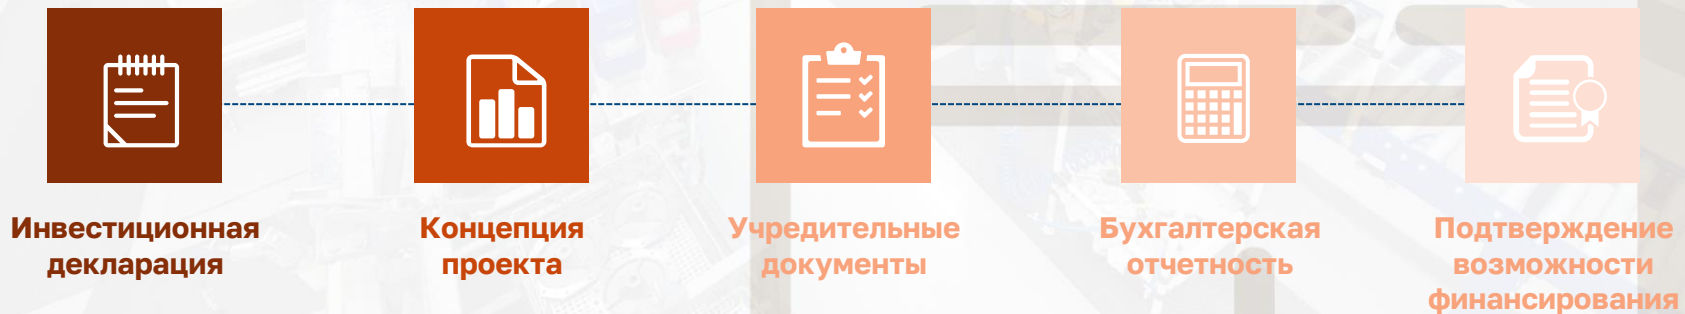 Инвестиционная
декларация
Концепция
проекта
Учредительные
документы
Бухгалтерская
отчетность
Подтверждение
возможности
финансирования